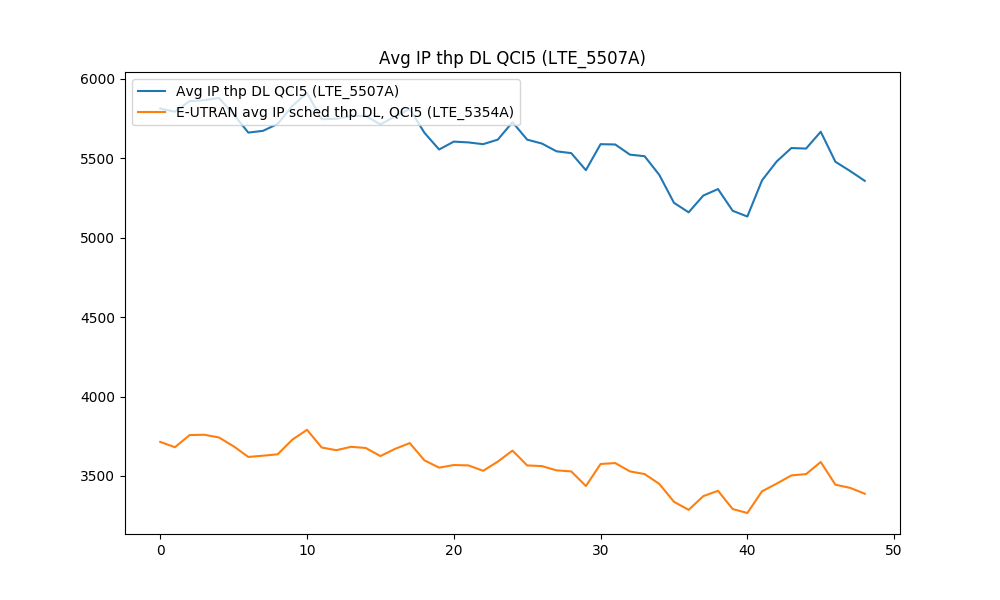 Avg IP thp DL QCI5 (LTE_5507A)
6000
Avg IP thp DL QCI5 (LTE_5507A)
E-UTRAN avg IP sched thp DL, QCI5 (LTE_5354A)
5500
5000
4500
4000
3500
0 10 20 30 40 50